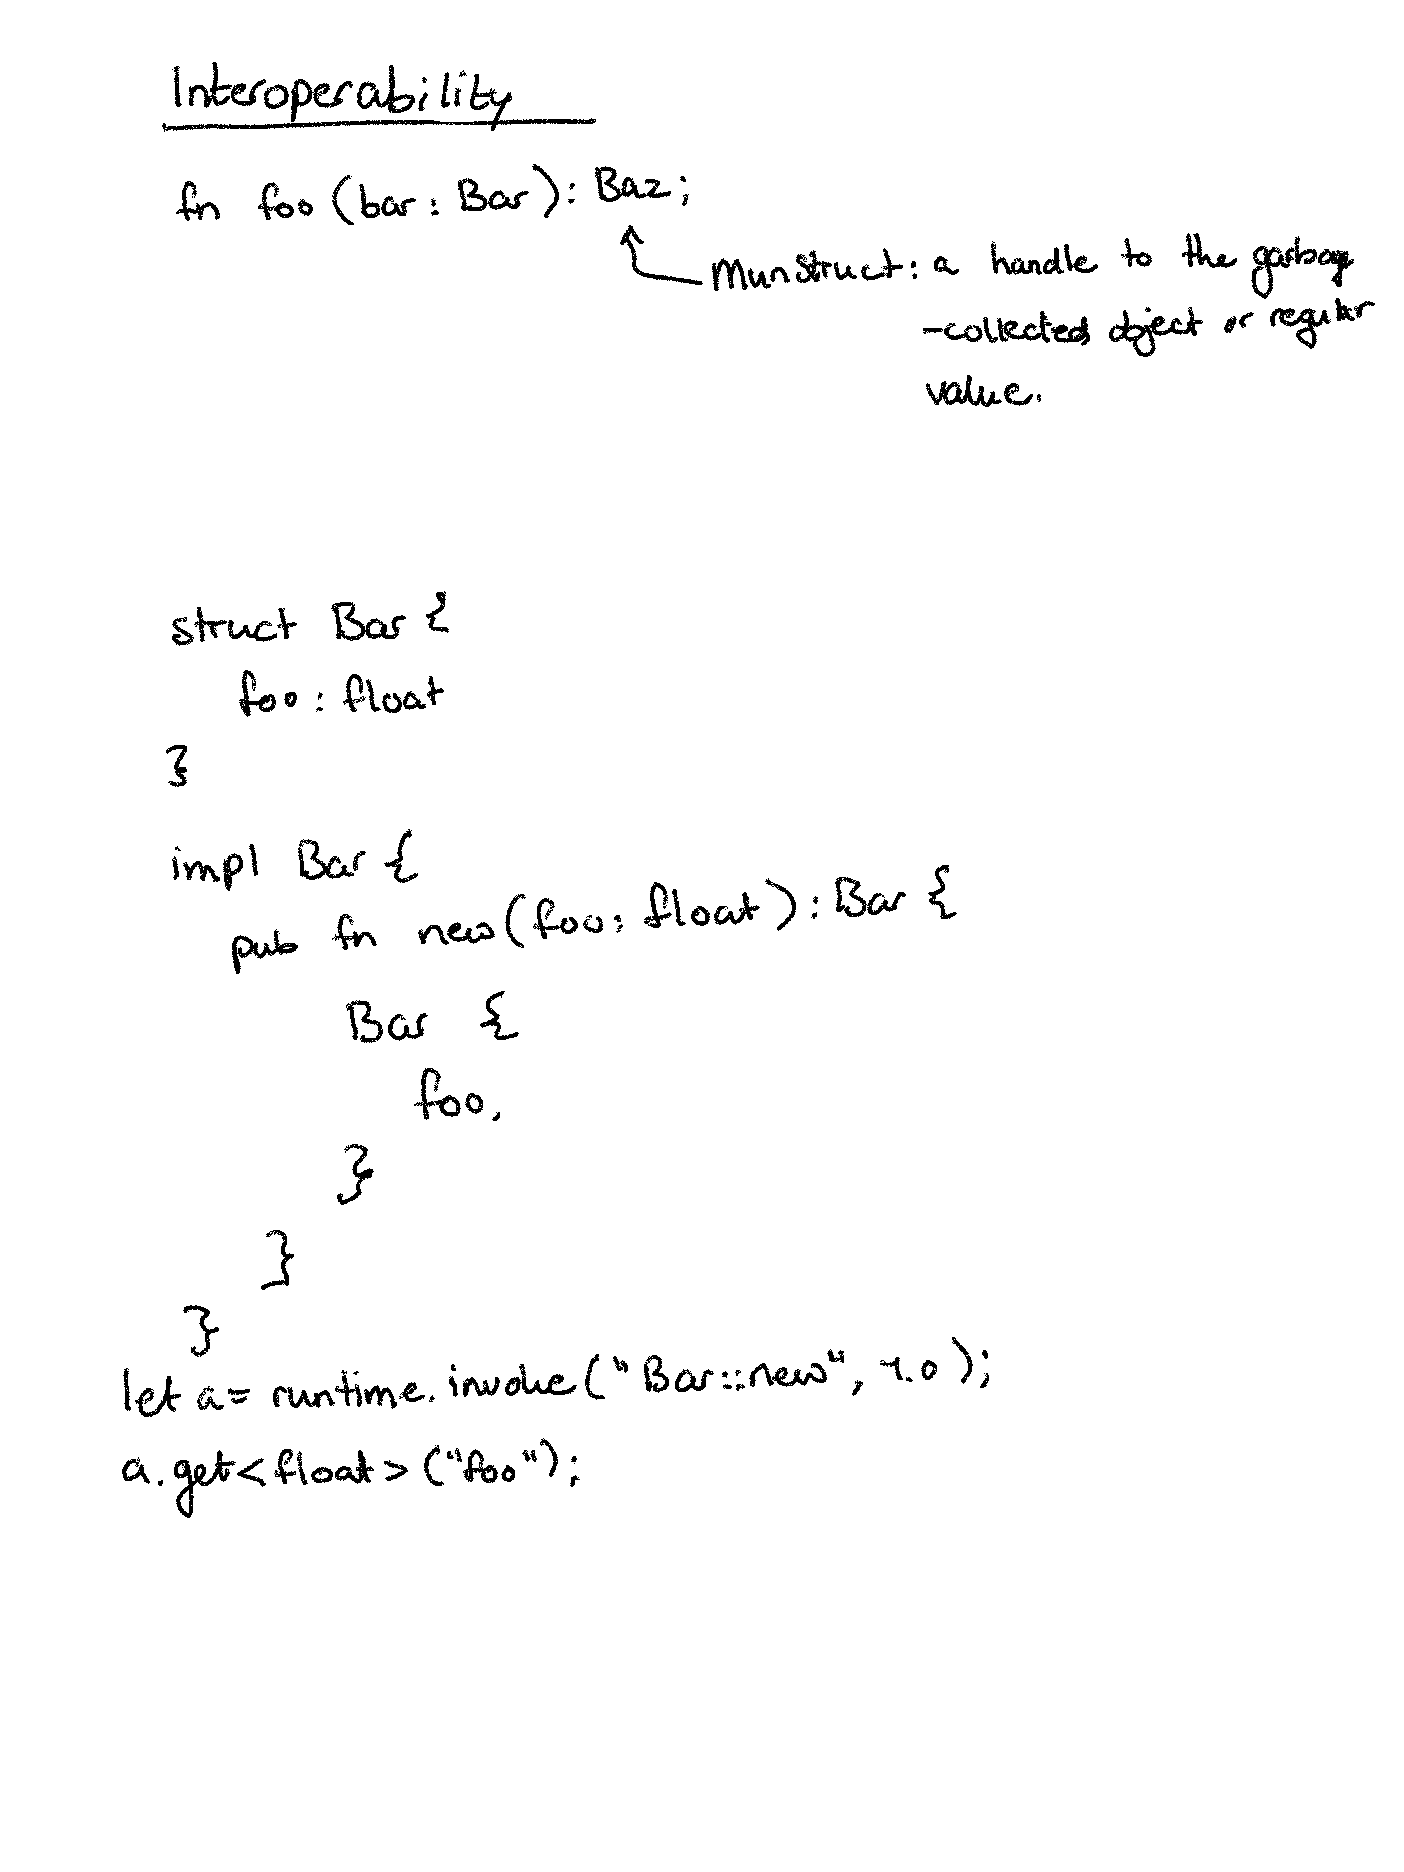 Interoperability
fn foo (bar : Bar) : Baz;
MunStruct: a handle to the garbage
-collected object or regular
value.
struct Bar {
foo : float
}
impl Bar {
pub fn new(foo: float) : Bar {
Bar {
foo,
}
}
}
let a = runtime.invoke("Bar::new", 1.0);
a.get<float>("foo");